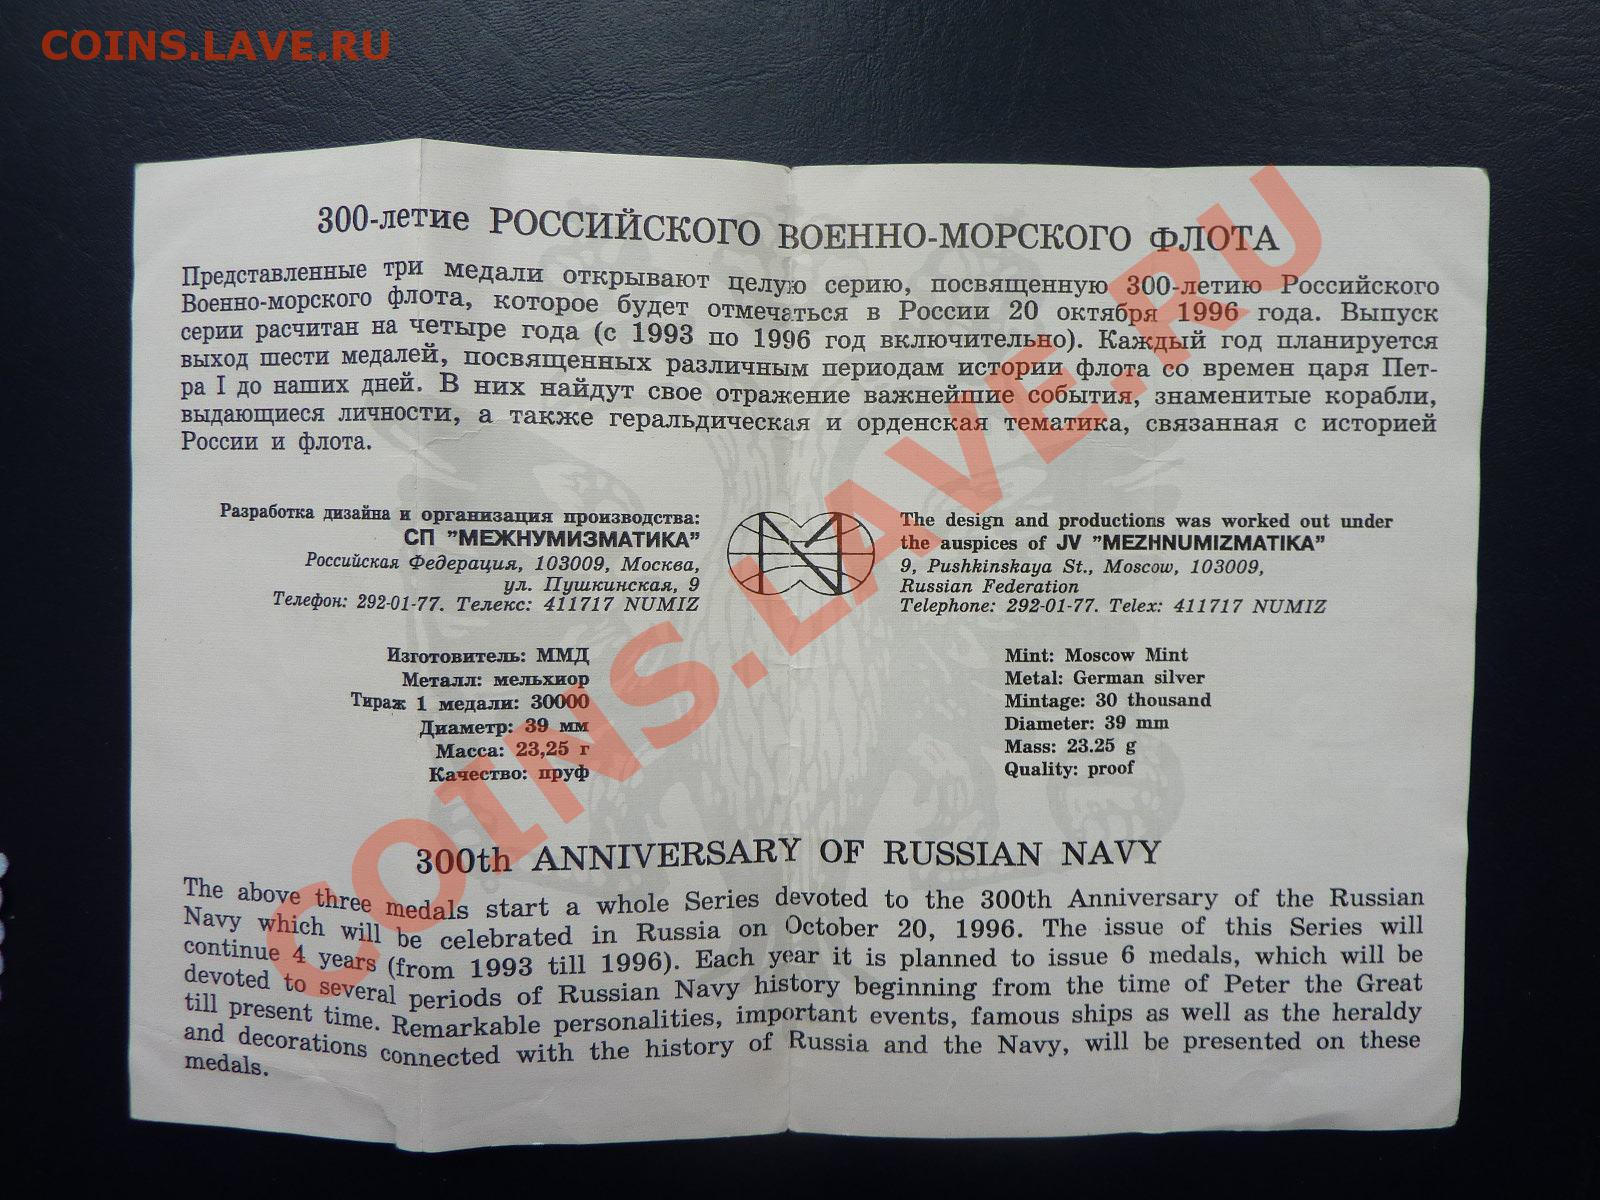 COINS.LAVE.RU
300-летие РОССИЙСКОГО ВОЕННО-МОРСКОГО ФЛОТА
Представленные три медали открывают целую серию, посвященную 300-летию Российского
Военно-морского флота, которое будет отмечаться в России 20 октября 1996 года. Выпуск
серии расчитан на четыре года (с 1993 по 1996 год включительно). Каждый год планируется
выход шести медалей, посвященных различным периодам истории флота со времен царя Пет-
ра I до наших дней. В них найдут свое отражение важнейшие события, знаменитые корабли,
выдающиеся личности, а также геральдическая и орденская тематика, связанная с историей
России и флота.
Разработка дизайна и организация производства:
СП "МЕЖНУМИЗМАТИКА"
Российская Федерация, 103009, Москва,
ул. Пушкинская, 9
Телефон: 292-01-77. Телекс: 411717 NUMIZ
The design and productions was worked out under
the auspices of JV "MEZHNUMIZMATIKA"
9, Pushkinskaya St., Moscow, 103009,
Russian Federation
Telephone: 292-01-77. Telex: 411717 NUMIZ
Изготовитель: ММД
Металл: мельхиор
Тираж 1 медали: 30000
Диаметр: 39 мм
Масса: 23,25 г
Качество: пруф
Mint: Moscow Mint
Metal: German silver
Mintage: 30 thousand
Diameter: 39 mm
Mass: 23.25 g
Quality: proof
300th ANNIVERSARY OF RUSSIAN NAVY
The above three medals start a whole Series devoted to the 300th Anniversary of the Russian
Navy which will be celebrated in Russia on October 20, 1996. The issue of this Series will
continue 4 years (from 1993 till 1996). Each year it is planned to issue 6 medals, which will be
devoted to several periods of Russian Navy history beginning from the time of Peter the Great
till present time. Remarkable personalities, important events, famous ships as well as the heraldy
and decorations connected with the history of Russia and the Navy, will be presented on these
medals.
COINS.LAVE.RU